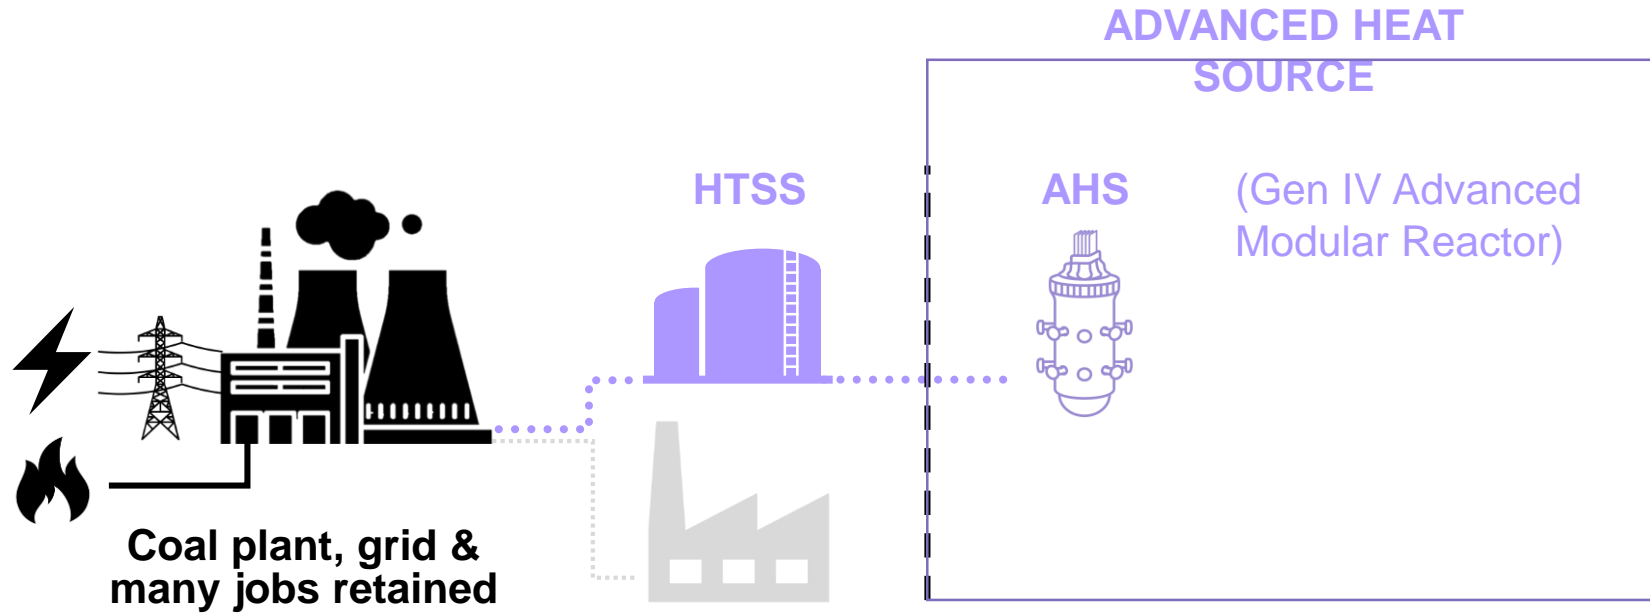 ADVANCED HEAT
SOURCE
HTSS
AHS
(Gen IV Advanced
Modular Reactor)
Coal plant, grid &
many jobs retained